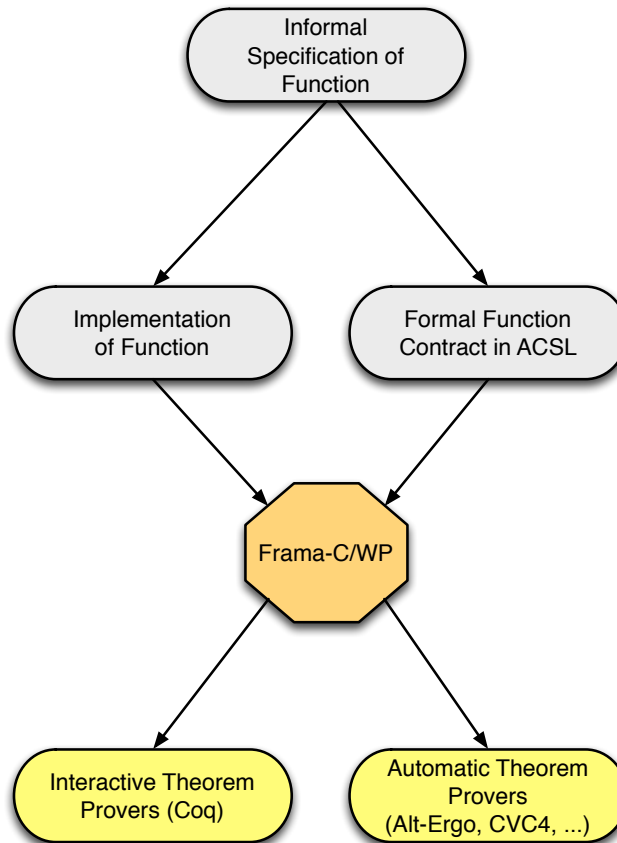 Informal
Specification of
Function
Implementation
of Function
Formal Function
Contract in ACSL
Frama-C/WP
Interactive Theorem
Provers (Coq)
Automatic Theorem
Provers
(Alt-Ergo, CVC4, ...)